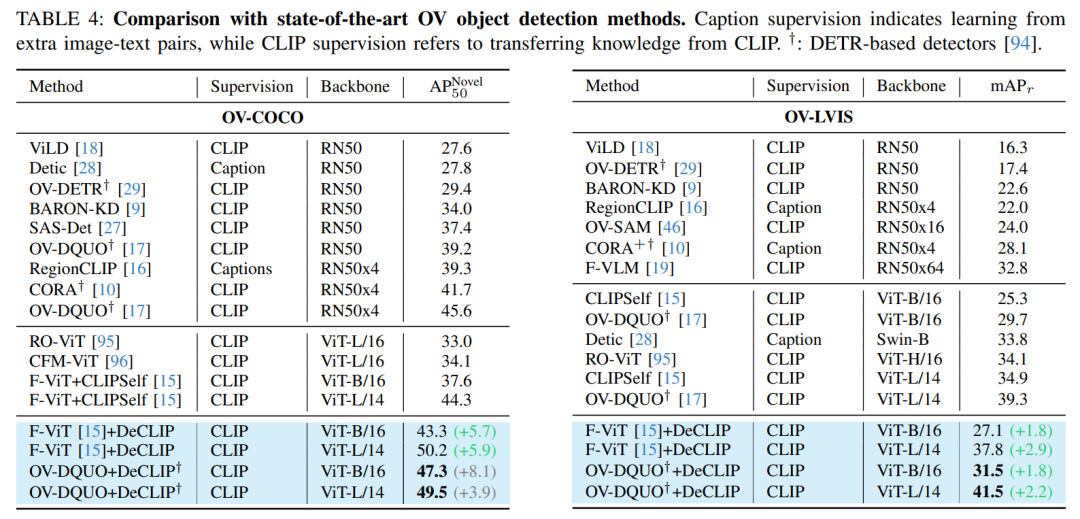 TABLE 4: Comparison with state-of-the-art OV object detection methods. Caption supervision indicates learning from
extra image-text pairs, while CLIP supervision refers to transferring knowledge from CLIP. †: DETR-based detectors [94].
Method Supervision Backbone AP50^Novel
OV-COCO
ViLD [18] CLIP RN50 27.6
Detic [28] Caption RN50 27.8
OV-DETR† [29] CLIP RN50 29.4
BARON-KD [9] CLIP RN50 34.0
SAS-Det [27] CLIP RN50 37.4
OV-DQUO† [17] CLIP RN50 39.2
RegionCLIP [16] Captions RN50x4 39.3
CORA† [10] CLIP RN50x4 41.7
OV-DQUO† [17] CLIP RN50x4 45.6
RO-ViT [95] CLIP ViT-L/16 33.0
CFM-ViT [96] CLIP ViT-L/16 34.1
F-ViT+CLIPSelf [15] CLIP ViT-B/16 37.6
F-ViT+CLIPSelf [15] CLIP ViT-L/14 44.3
F-ViT [15]+DeCLIP CLIP ViT-B/16 43.3 (+5.7)
F-ViT [15]+DeCLIP CLIP ViT-L/14 50.2 (+5.9)
OV-DQUO+DeCLIP† CLIP ViT-B/16 47.3 (+8.1)
OV-DQUO+DeCLIP† CLIP ViT-L/14 49.5 (+3.9)
Method Supervision Backbone mAPr
OV-LVIS
ViLD [18] CLIP RN50 16.3
OV-DETR† [29] CLIP RN50 17.4
BARON-KD [9] CLIP RN50 22.6
RegionCLIP [16] Caption RN50x4 22.0
OV-SAM [46] CLIP RN50x16 24.0
CORA+† [10] Caption RN50x4 28.1
F-VLM [19] CLIP RN50x64 32.8
CLIPSelf [15] CLIP ViT-B/16 25.3
OV-DQUO† [17] CLIP ViT-B/16 29.7
Detic [28] Caption Swin-B 33.8
RO-ViT [95] CLIP ViT-H/16 34.1
CLIPSelf [15] CLIP ViT-L/14 34.9
OV-DQUO† [17] CLIP ViT-L/14 39.3
F-ViT [15]+DeCLIP CLIP ViT-B/16 27.1 (+1.8)
F-ViT [15]+DeCLIP CLIP ViT-L/14 37.8 (+2.9)
OV-DQUO†+DeCLIP CLIP ViT-B/16 31.5 (+1.8)
OV-DQUO†+DeCLIP CLIP ViT-L/14 41.5 (+2.2)